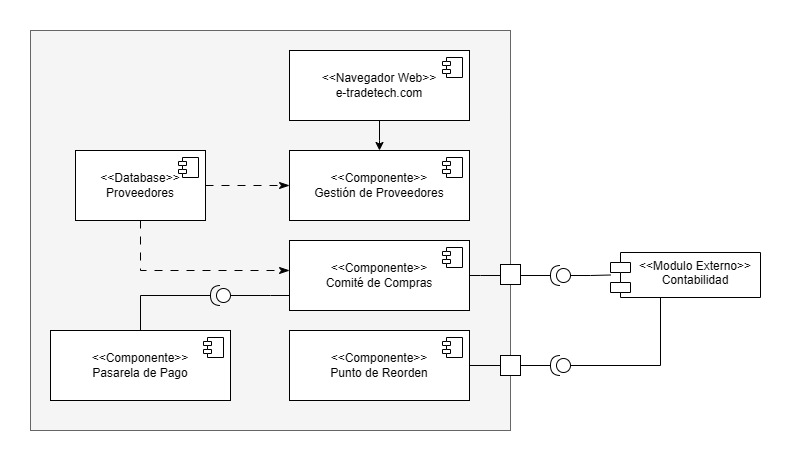 <<Navegador Web>>
e-tradetech.com
<<Database>>
Proveedores
<<Componente>>
Gestión de Proveedores
<<Componente>>
Comité de Compras
<<Modulo Externo>>
Contabilidad
<<Componente>>
Pasarela de Pago
<<Componente>>
Punto de Reorden